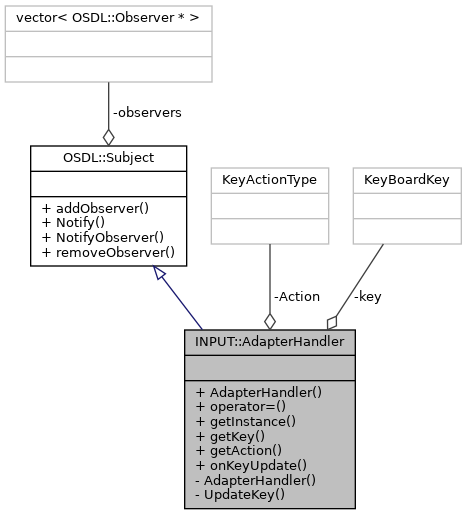 vector< OSDL::Observer * >
-observers
OSDL::Subject
+ addObserver()
+ Notify()
+ NotifyObserver()
+ removeObserver()
KeyActionType
KeyBoardKey
-Action
-key
INPUT::AdapterHandler
+ AdapterHandler()
+ operator=()
+ getInstance()
+ getKey()
+ getAction()
+ onKeyUpdate()
- AdapterHandler()
- UpdateKey()